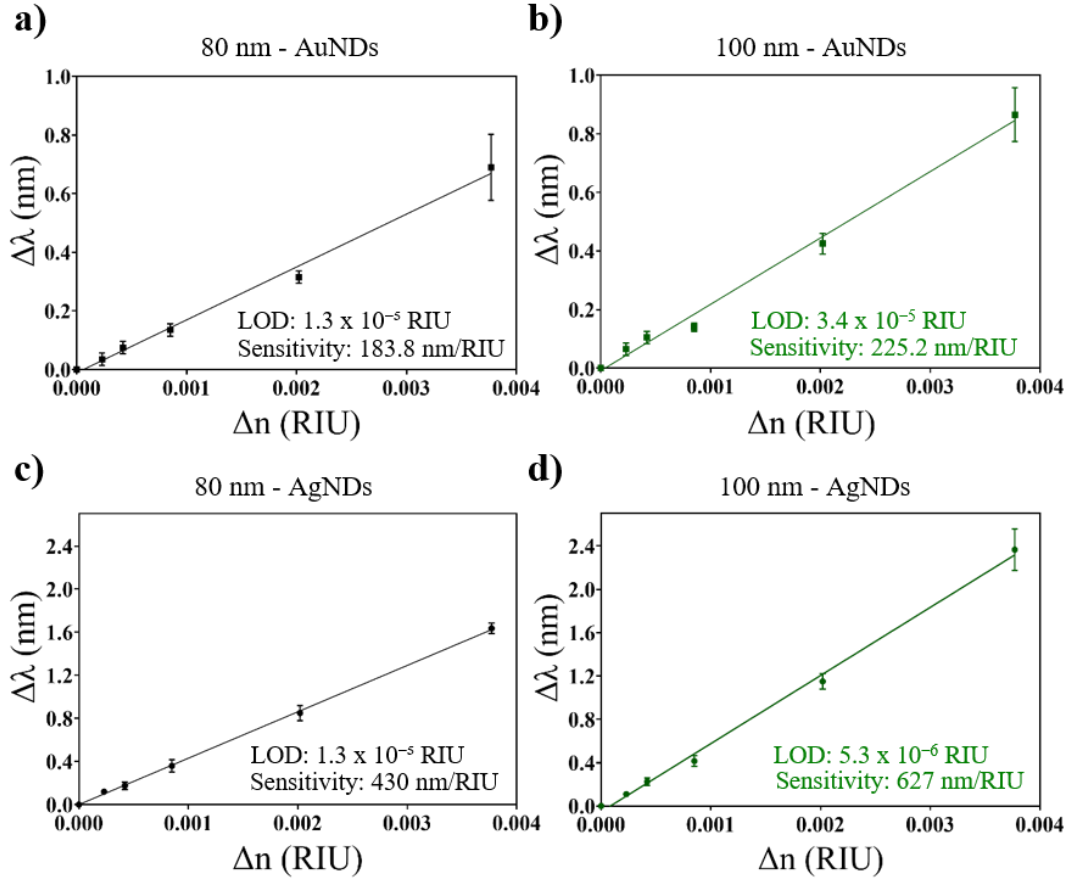 a)
80 nm - AuNDs
1.0
0.8
0.6
0.4
0.2
0.0
Δλ (nm)
LOD: 1.3 x 10⁻ˢ RIU
Sensitivity: 183.8 nm/RIU
0.000 0.001 0.002 0.003 0.004
Δn (RIU)
b)
100 nm - AuNDs
1.0
0.8
0.6
0.4
0.2
0.0
Δλ (nm)
LOD: 3.4 x 10⁻⁵ RIU
Sensitivity: 225.2 nm/RIU
0.000 0.001 0.002 0.003 0.004
Δn (RIU)
c)
80 nm - AgNDs
2.4
2.0
1.6
1.2
0.8
0.4
0.0
Δλ (nm)
LOD: 1.3 x 10⁻ˢ RIU
Sensitivity: 430 nm/RIU
0.000 0.001 0.002 0.003 0.004
Δn (RIU)
d)
100 nm - AgNDs
2.4
2.0
1.6
1.2
0.8
0.4
0.0
Δλ (nm)
LOD: 5.3 x 10⁻⁶ RIU
Sensitivity: 627 nm/RIU
0.000 0.001 0.002 0.003 0.004
Δn (RIU)